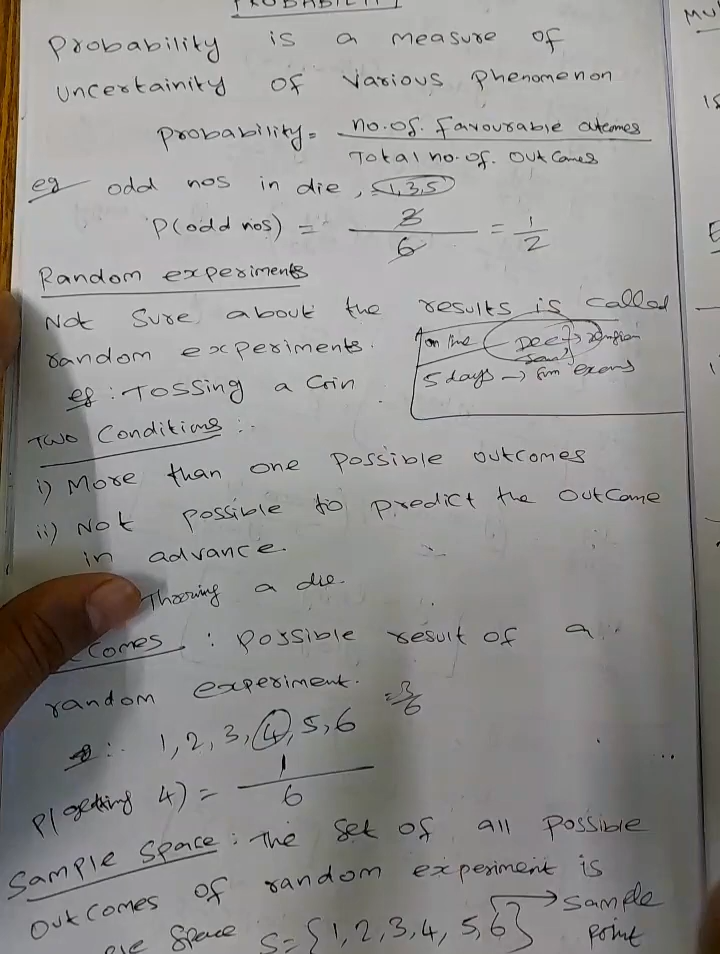 PROBABILITY
Probability is a measure of
uncertainity of various phenomenon
Probability = no.of. favourable outcomes
Total no.of. outcomes
eg odd nos in die, 1,3,5
P(odd nos) = 3/6 = 1/2
Random experiments
Not sure about the results is called
random experiments.
eg : Tossing a Coin
5 days → exams
Two Conditions :-
i) More than one possible outcomes
ii) Not possible to predict the outcome
in advance.
Throwing a die.
comes : possible result of a
random experiment.
= 3/6
1, 2, 3, 4, 5, 6
P(getting 4) = 1/6
Sample space : The set of all possible
outcomes of random experiment is
space S = {1, 2, 3, 4, 5, 6} → sample
point